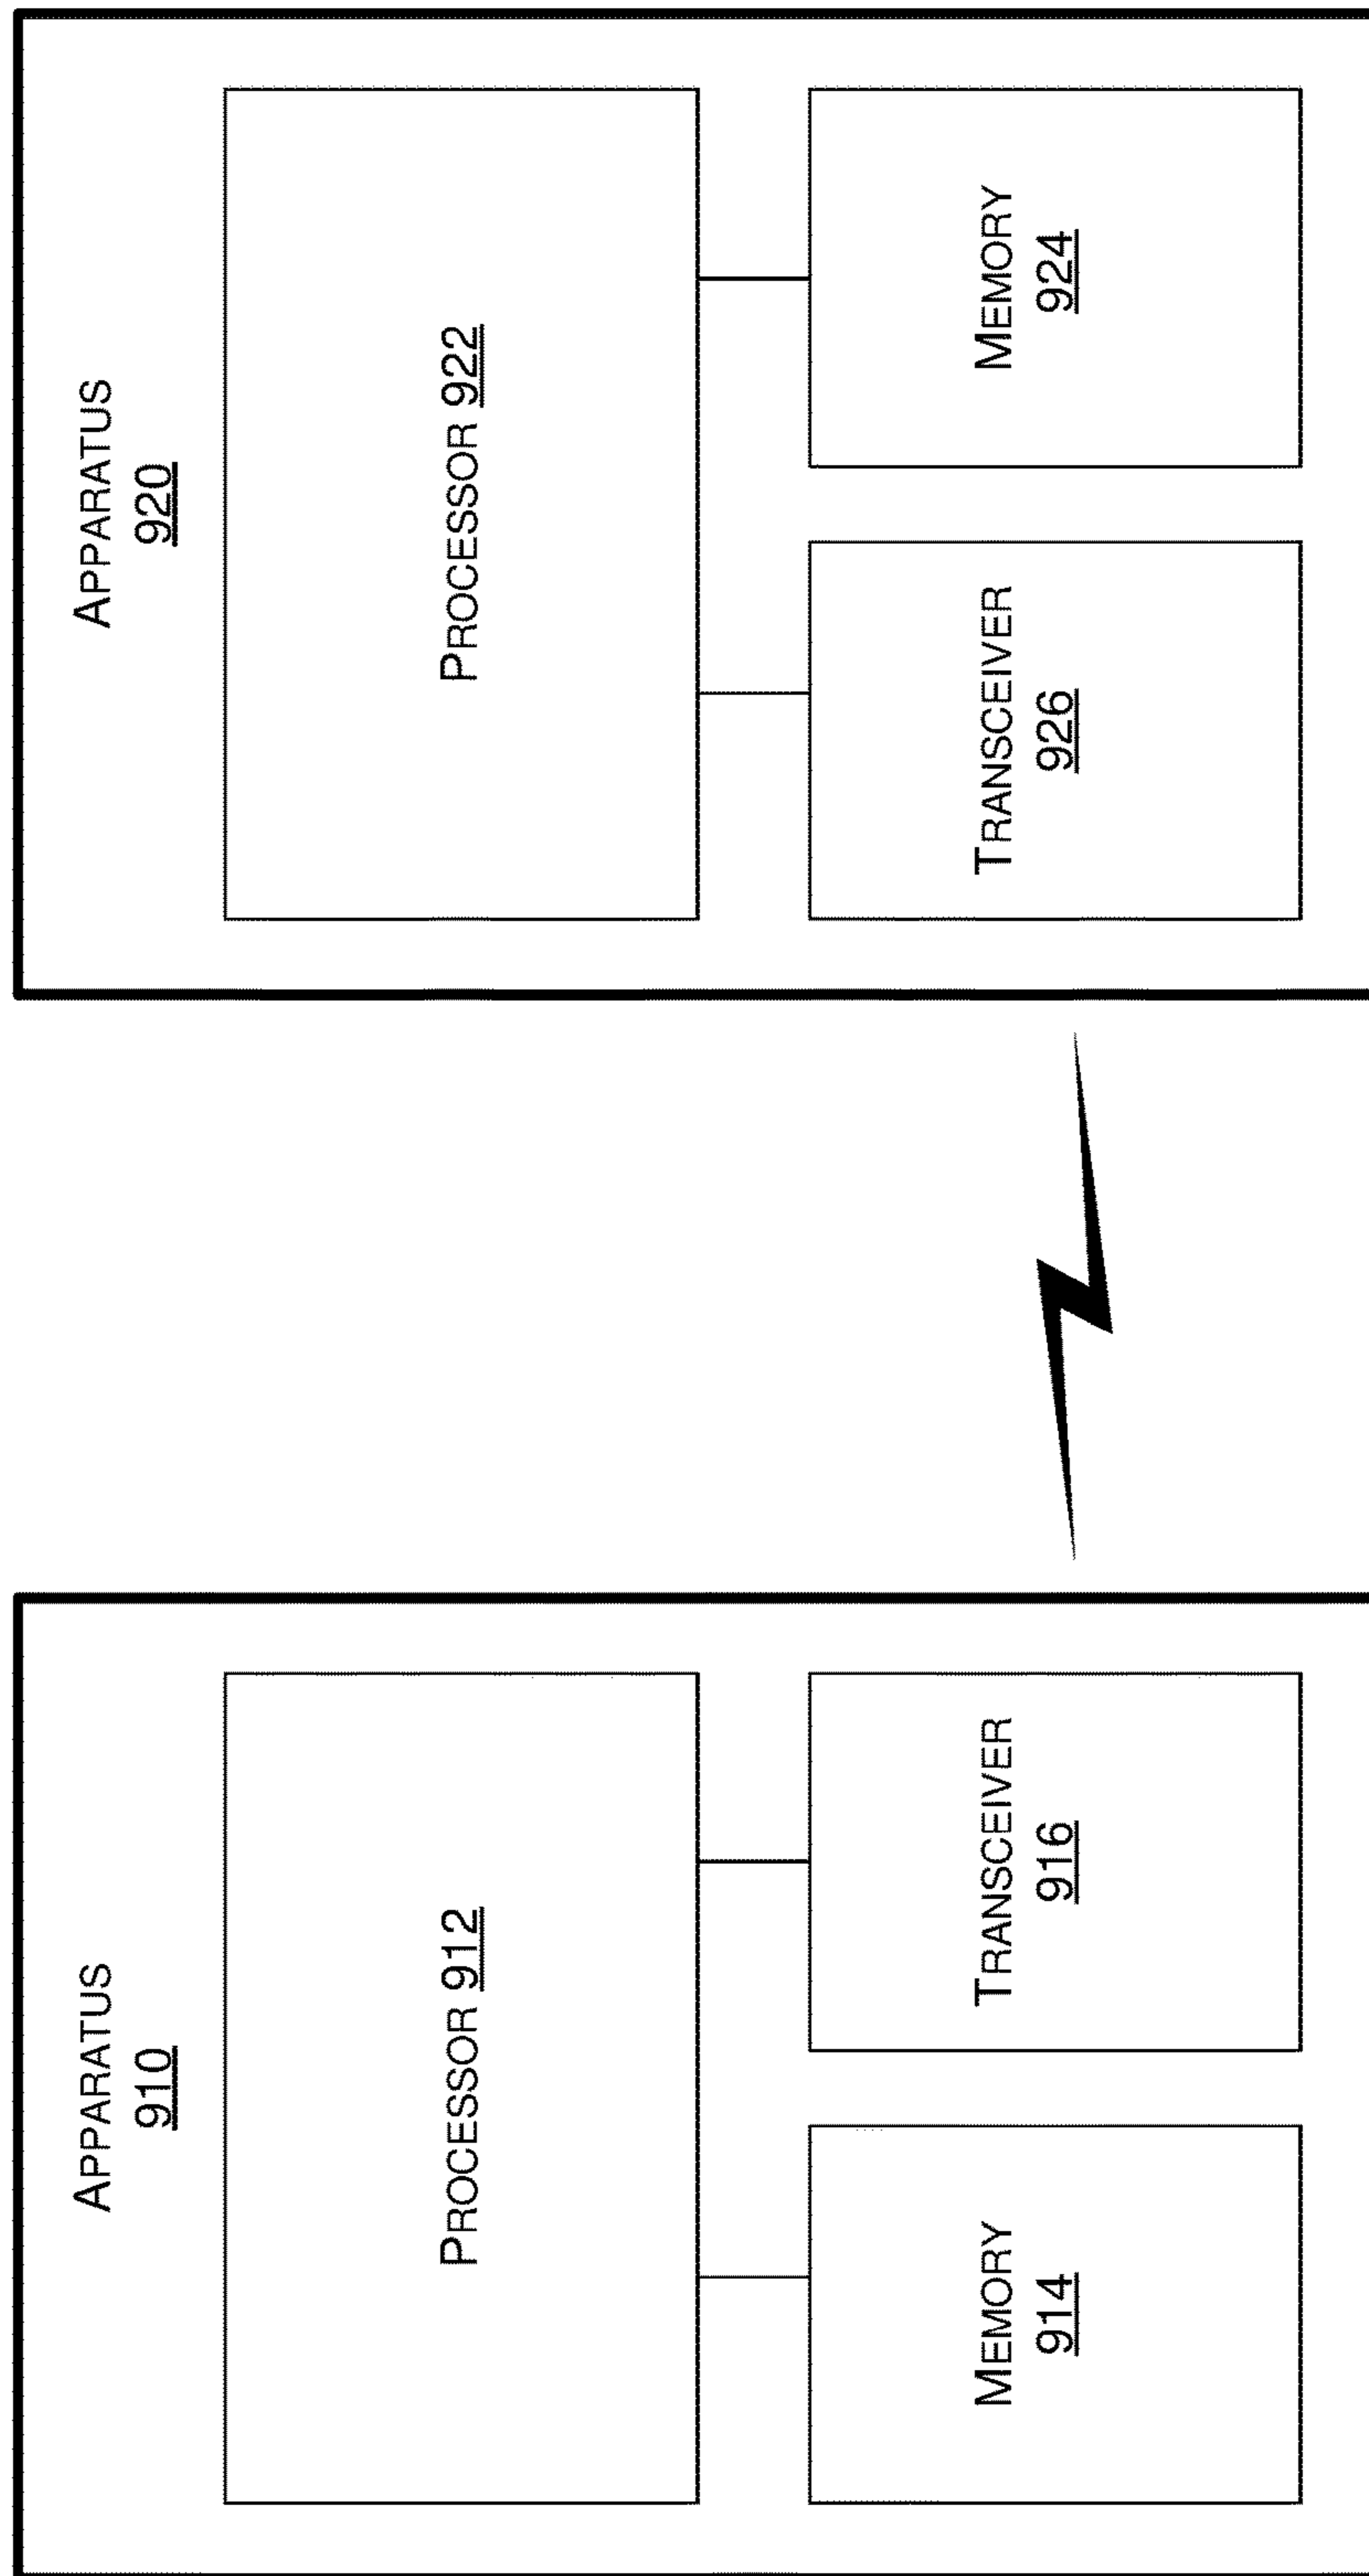 APPARATUS
910
PROCESSOR 912
MEMORY
914
TRANSCEIVER
916
APPARATUS
920
PROCESSOR 922
TRANSCEIVER
926
MEMORY
924